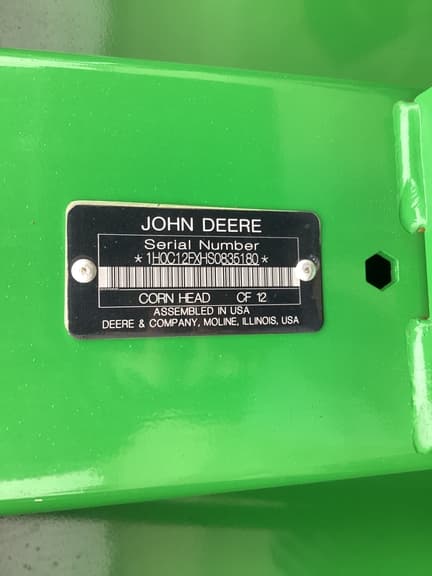 JOHN DEERE
Serial Number
*1H0C12FXHS0835180*
CORN HEAD CF 12
ASSEMBLED IN USA
DEERE & COMPANY, MOLINE, ILLINOIS, USA